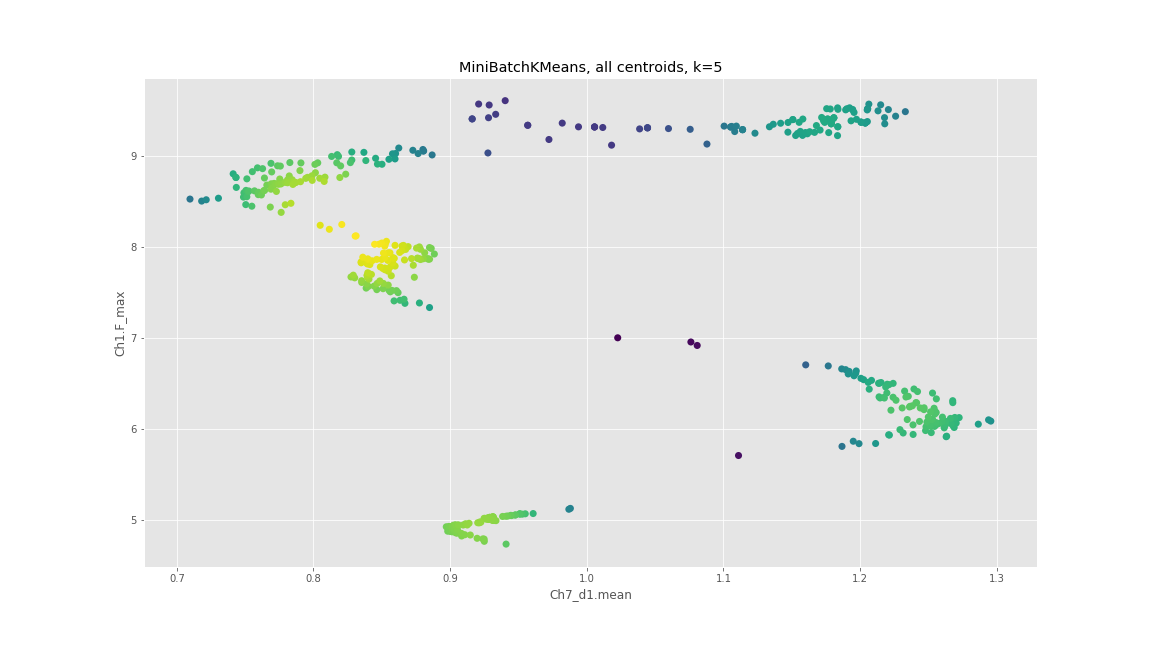 MiniBatchKMeans, all centroids, k=5
Ch1.F_max
9
8
7
6
5
0.7 0.8 0.9 1.0 1.1 1.2 1.3
Ch7_d1.mean